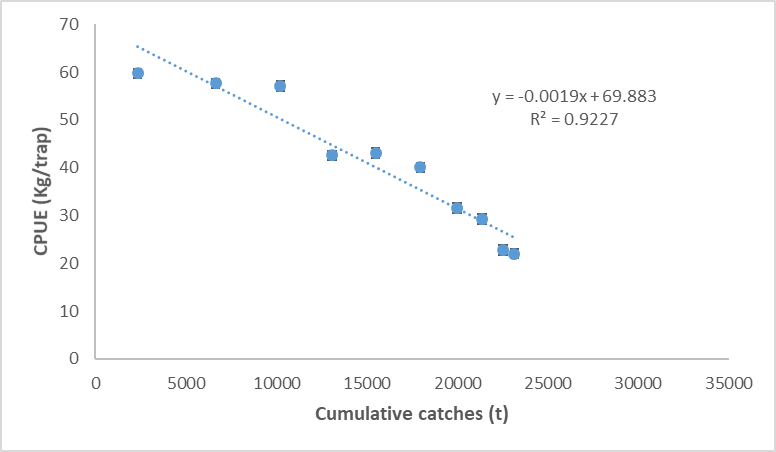 70
60
50
40
30
20
10
0
CPUE (Kg/trap)
y = -0.0019x + 69.883
R² = 0.9227
0 5000 10000 15000 20000 25000 30000 35000
Cumulative catches (t)